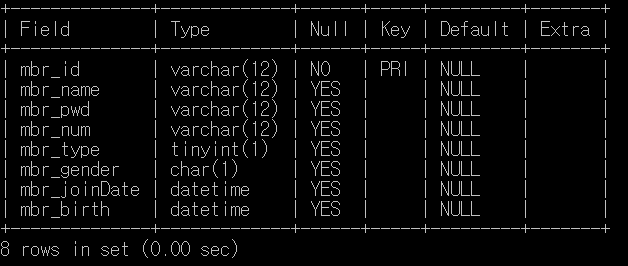 +--------------+-------------+------+-----+---------+-------+
| Field | Type | Null | Key | Default | Extra |
+--------------+-------------+------+-----+---------+-------+
| mbr_id | varchar(12) | NO | PRI | NULL | |
| mbr_name | varchar(12) | YES | | NULL | |
| mbr_pwd | varchar(12) | YES | | NULL | |
| mbr_num | varchar(12) | YES | | NULL | |
| mbr_type | tinyint(1) | YES | | NULL | |
| mbr_gender | char(1) | YES | | NULL | |
| mbr_joinDate | datetime | YES | | NULL | |
| mbr_birth | datetime | YES | | NULL | |
+--------------+-------------+------+-----+---------+-------+
8 rows in set (0.00 sec)